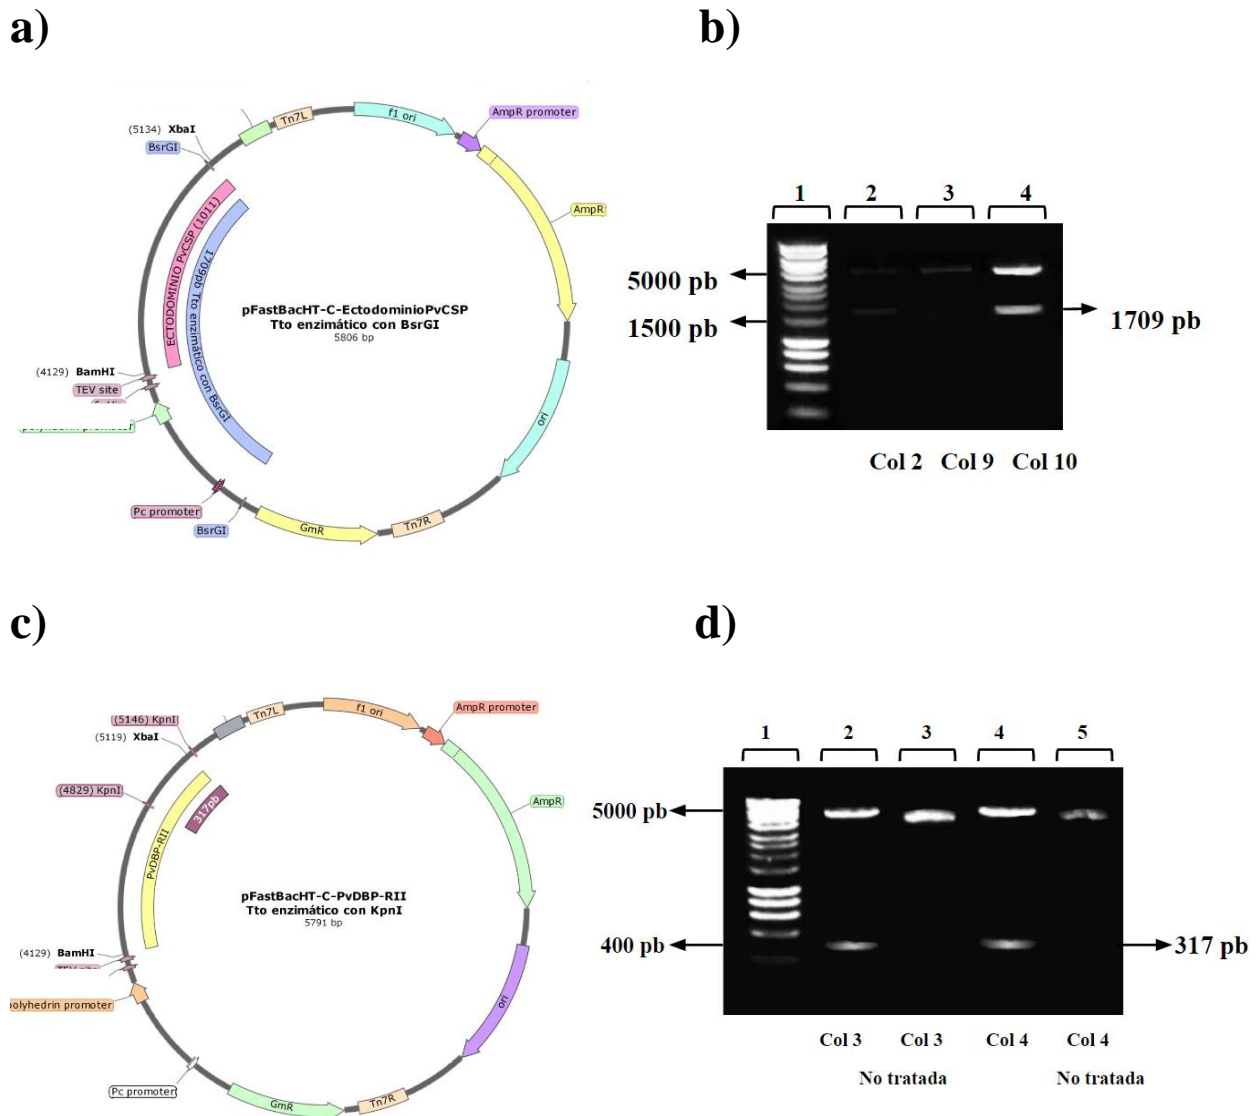 a)
b)
Tn7L
f1 ori
AmpR promoter
(5134) XbaI
BsrGI
AmpR
ECTODOMINIO PvCSP (1011)
1709pb Tto enzimático con BsrGI
pFastBacHT-C-EctodominioPvCSP
Tto enzimático con BsrGI
5806 bp
(4129) BamHI
TEV site
polyhedrin promoter
ori
Pc promoter
BsrGI
GmR
Tn7R
1 2 3 4
5000 pb
1500 pb
1709 pb
Col 2 Col 9 Col 10
c)
d)
Tn7L
f1 ori
AmpR promoter
(5146) KpnI
(5119) XbaI
(4829) KpnI
AmpR
317pb
PvDBP-RII
pFastBacHT-C-PvDBP-RII
Tto enzimático con KpnI
5791 bp
(4129) BamHI
TEV site
polyhedrin promoter
ori
Pc promoter
GmR
Tn7R
1 2 3 4 5
5000 pb
400 pb
317 pb
Col 3 Col 3 Col 4 Col 4
No tratada No tratada